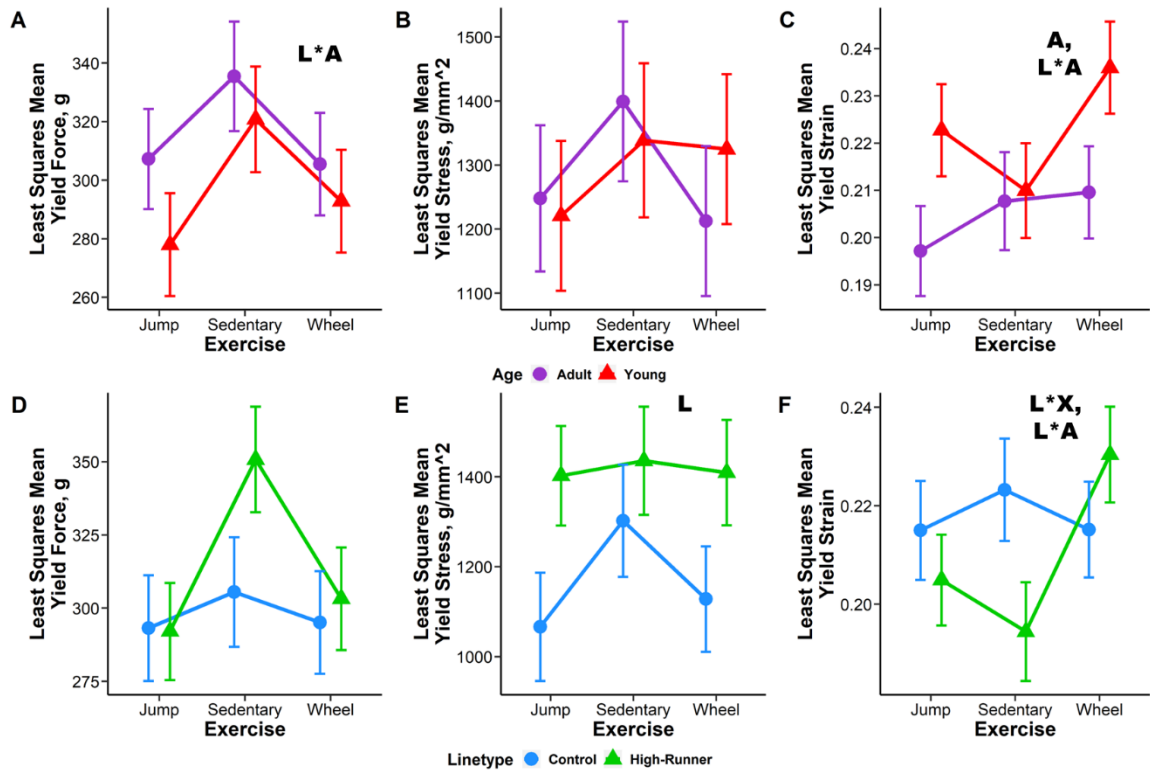 A
L*A
Least Squares Mean
Yield Force, g
340
320
300
280
260
Jump
Sedentary
Wheel
Exercise
B
Least Squares Mean
Yield Stress, g/mm^2
1500
1400
1300
1200
1100
Jump
Sedentary
Wheel
Exercise
C
A,
L*A
Least Squares Mean
Yield Strain
0.24
0.23
0.22
0.21
0.20
0.19
Jump
Sedentary
Wheel
Exercise
Age Adult Young
D
Least Squares Mean
Yield Force, g
350
325
300
275
Jump
Sedentary
Wheel
Exercise
E
L
Least Squares Mean
Yield Stress, g/mm^2
1400
1200
1000
Jump
Sedentary
Wheel
Exercise
F
L*X,
L*A
Least Squares Mean
Yield Strain
0.24
0.22
0.20
Jump
Sedentary
Wheel
Exercise
Linetype Control High-Runner